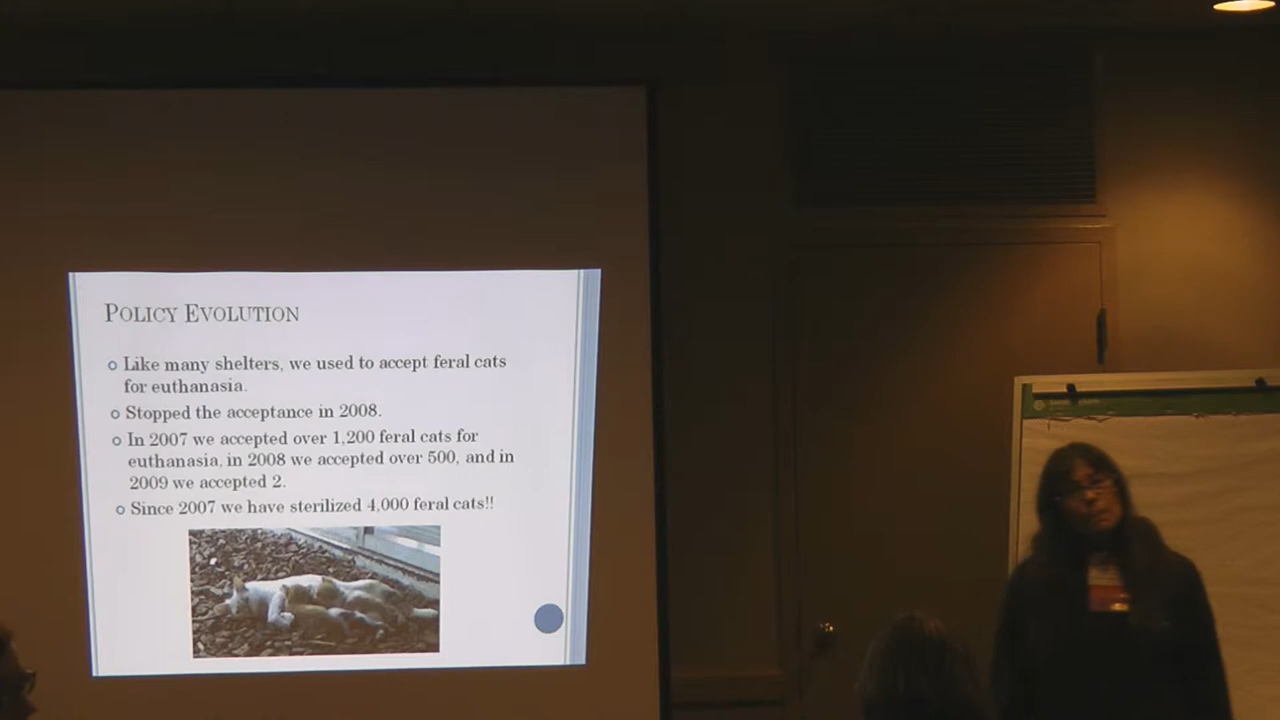 POLICY EVOLUTION
Like many shelters, we used to accept feral cats
for euthanasia.
Stopped the acceptance in 2008.
In 2007 we accepted over 1,200 feral cats for
euthanasia, in 2008 we accepted over 500, and in
2009 we accepted 2.
Since 2007 we have sterilized 4,000 feral cats!!